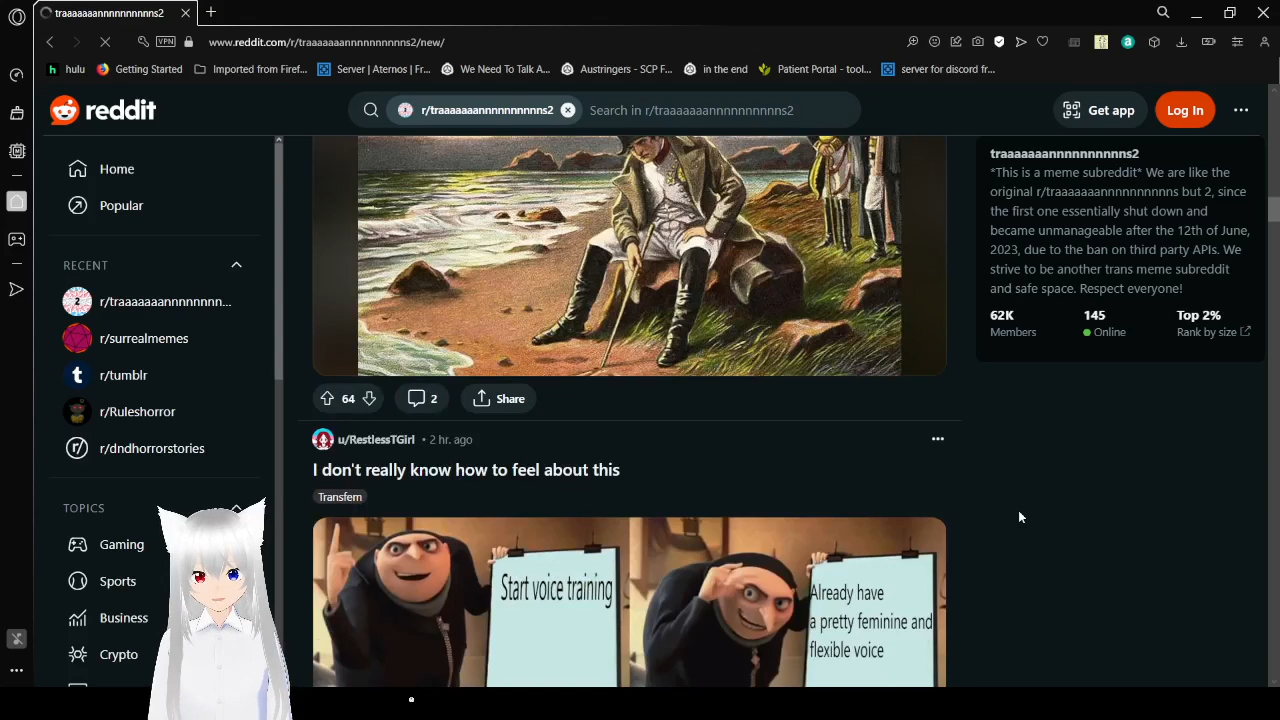 traaaaaaannnnnnnnnns2
VPN
www.reddit.com/r/traaaaaaannnnnnnnnns2/new/
hulu
Getting Started
Imported from Firef...
Server | Aternos | Fr...
We Need To Talk A...
Austringers - SCP F...
in the end
Patient Portal - tool...
server for discord fr...
reddit
r/traaaaaaannnnnnnnnns2
Search in r/traaaaaaannnnnnnnnns2
Get app
Log In
Home
Popular
RECENT
r/traaaaaaannnnnnn...
r/surrealmemes
r/tumblr
r/Ruleshorror
r/dndhorrorstories
TOPICS
Gaming
Sports
Business
Crypto
64
2
Share
u/RestlessTGirl • 2 hr. ago
I don't really know how to feel about this
Transfem
Start voice training
Already have
a pretty feminine and
flexible voice
traaaaaaannnnnnnnnns2
*This is a meme subreddit* We are like the
original r/traaaaaaannnnnnnnnns but 2, since
the first one essentially shut down and
became unmanageable after the 12th of June,
2023, due to the ban on third party APIs. We
strive to be another trans meme subreddit
and safe space. Respect everyone!
62K
Members
145
Online
Top 2%
Rank by size